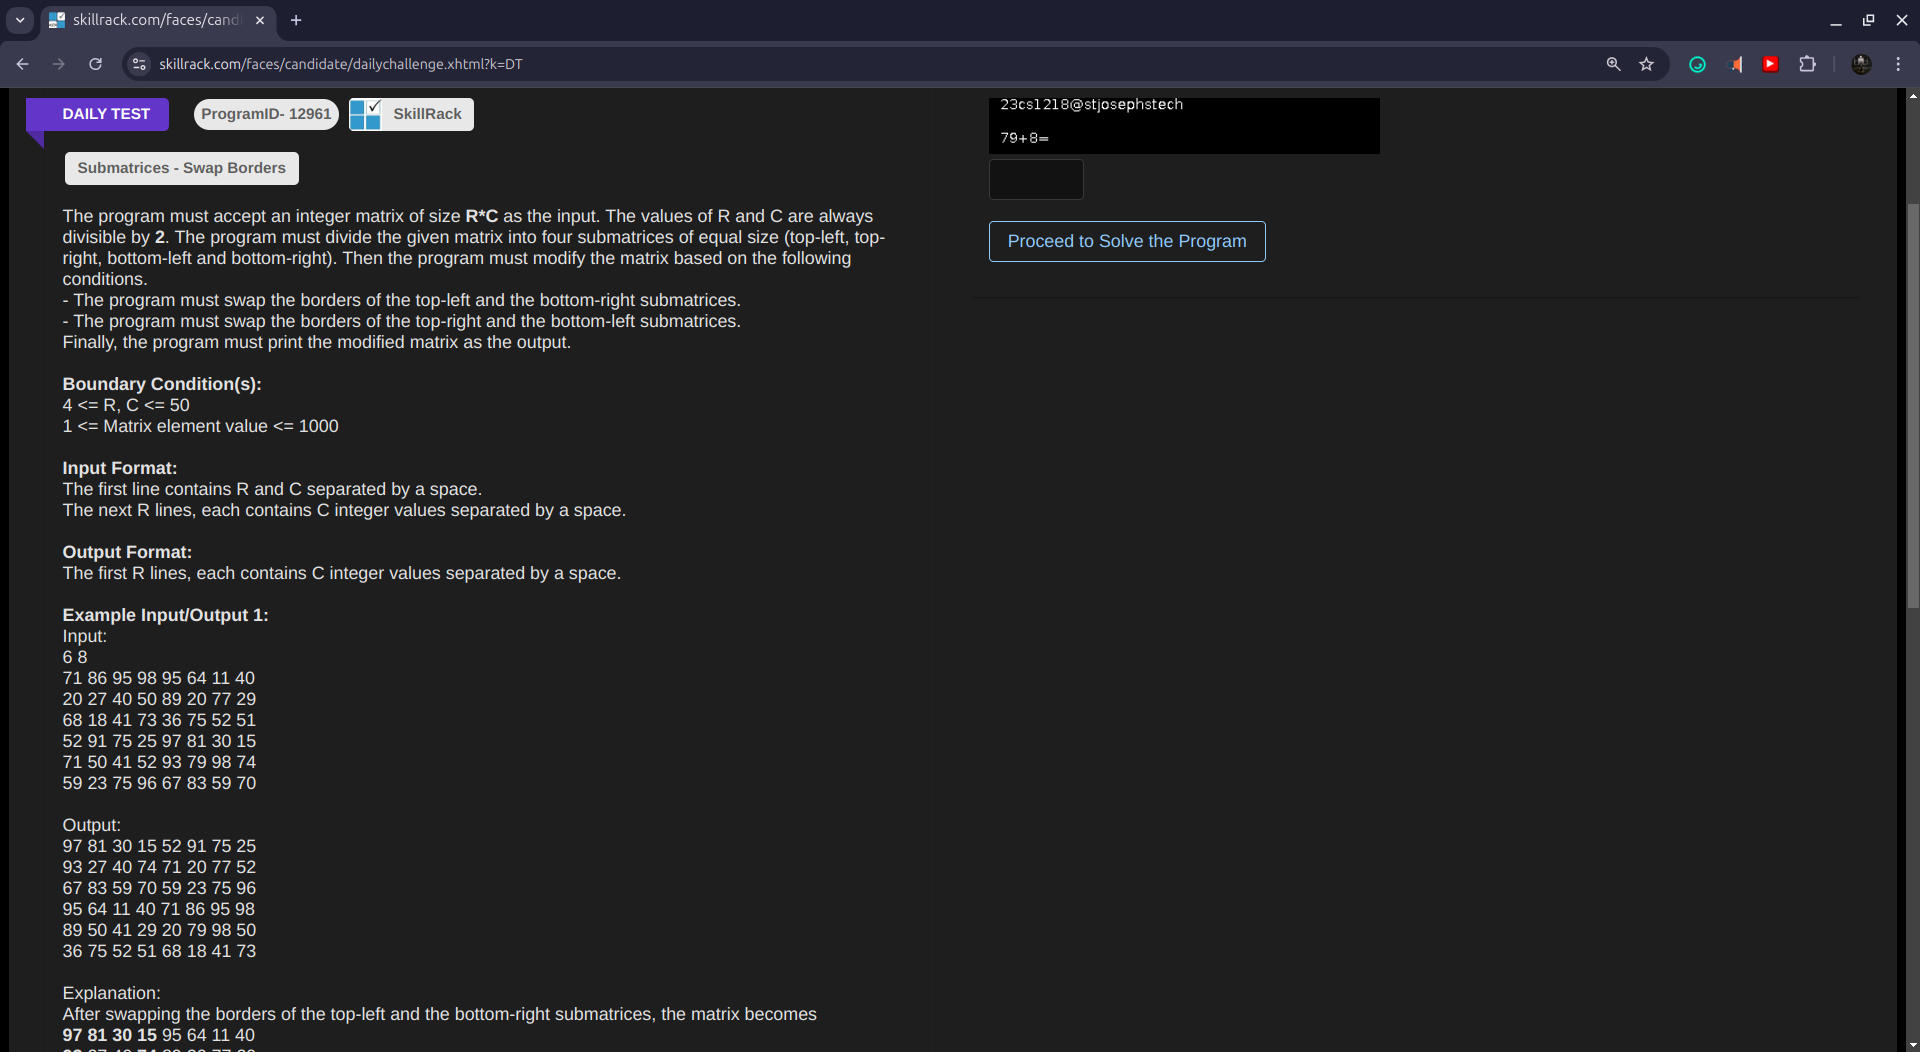 skillrack.com/faces/cand
skillrack.com/faces/candidate/dailychallenge.xhtml?k=DT
DAILY TEST
ProgramID- 12961
SkillRack
23cs1218@stjosephstech
79+8=
Submatrices - Swap Borders
Proceed to Solve the Program
The program must accept an integer matrix of size R*C as the input. The values of R and C are always
divisible by 2. The program must divide the given matrix into four submatrices of equal size (top-left, top-
right, bottom-left and bottom-right). Then the program must modify the matrix based on the following
conditions.
- The program must swap the borders of the top-left and the bottom-right submatrices.
- The program must swap the borders of the top-right and the bottom-left submatrices.
Finally, the program must print the modified matrix as the output.
Boundary Condition(s):
4 <= R, C <= 50
1 <= Matrix element value <= 1000
Input Format:
The first line contains R and C separated by a space.
The next R lines, each contains C integer values separated by a space.
Output Format:
The first R lines, each contains C integer values separated by a space.
Example Input/Output 1:
Input:
6 8
71 86 95 98 95 64 11 40
20 27 40 50 89 20 77 29
68 18 41 73 36 75 52 51
52 91 75 25 97 81 30 15
71 50 41 52 93 79 98 74
59 23 75 96 67 83 59 70
Output:
97 81 30 15 52 91 75 25
93 27 40 74 71 20 77 52
67 83 59 70 59 23 75 96
95 64 11 40 71 86 95 98
89 50 41 29 20 79 98 50
36 75 52 51 68 18 41 73
Explanation:
After swapping the borders of the top-left and the bottom-right submatrices, the matrix becomes
97 81 30 15 95 64 11 40